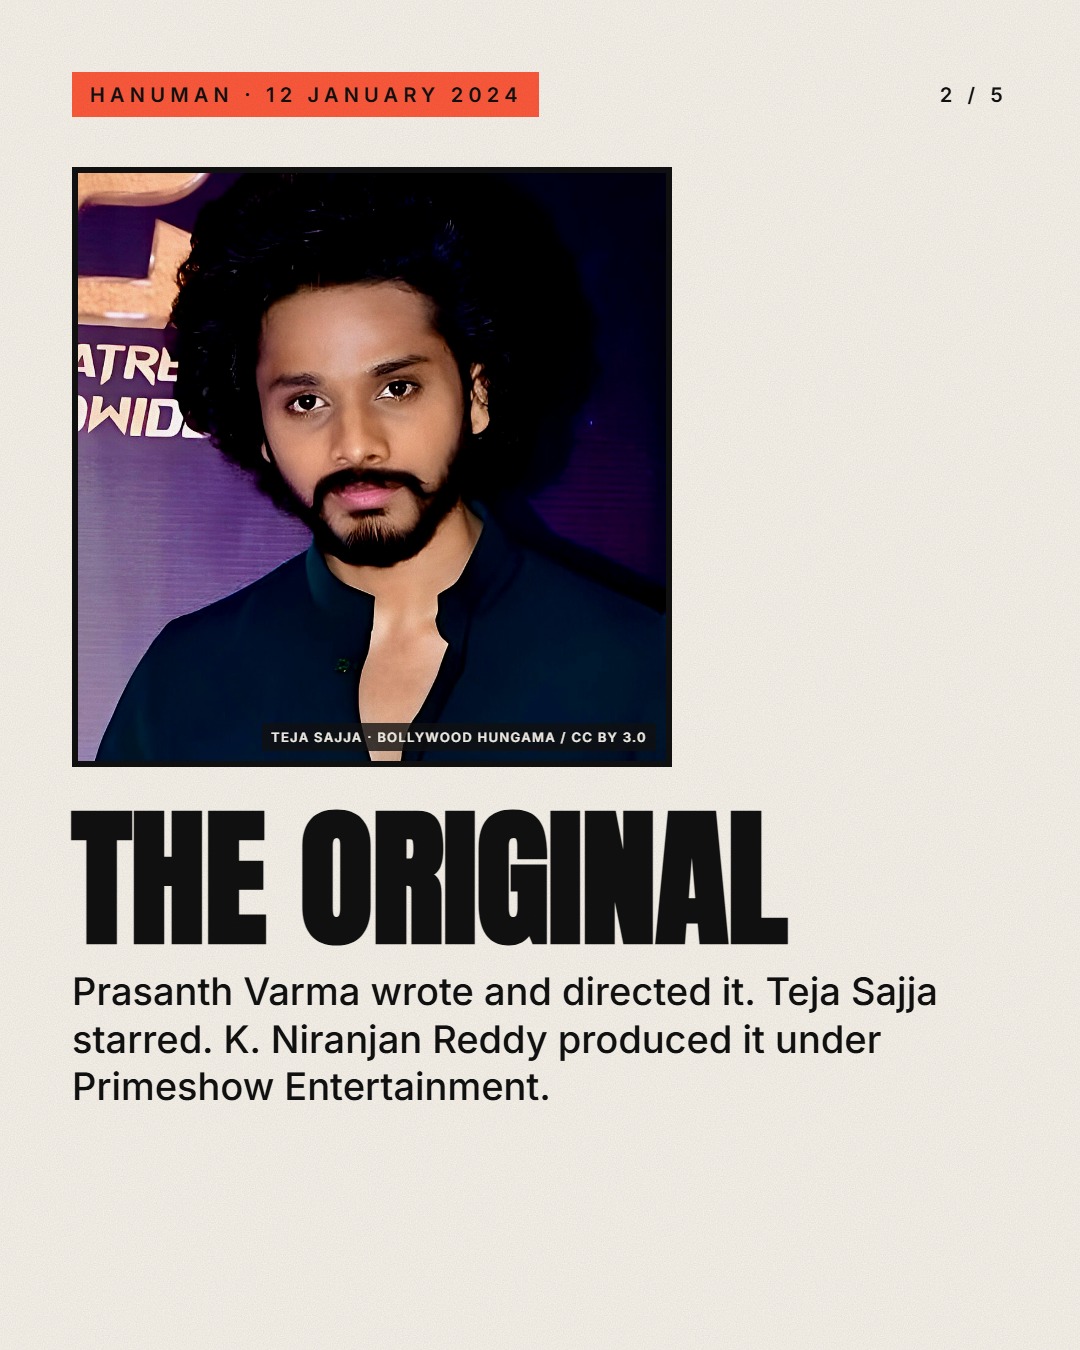 HANUMAN · 12 JANUARY 2024
2 / 5
TEJA SAJJA · BOLLYWOOD HUNGAMA / CC BY 3.0
THE ORIGINAL
Prasanth Varma wrote and directed it. Teja Sajja
starred. K. Niranjan Reddy produced it under
Primeshow Entertainment.